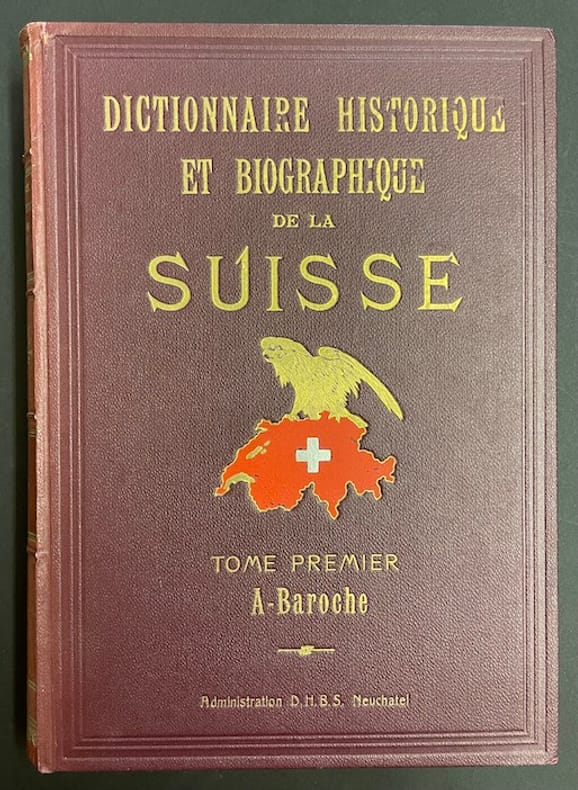 DICTIONNAIRE HISTORIQUE
ET BIOGRAPHIQUE
DE LA
SUISSE
TOME PREMIER
A-Baroche
Administration D.H.B.S. Neuchatel